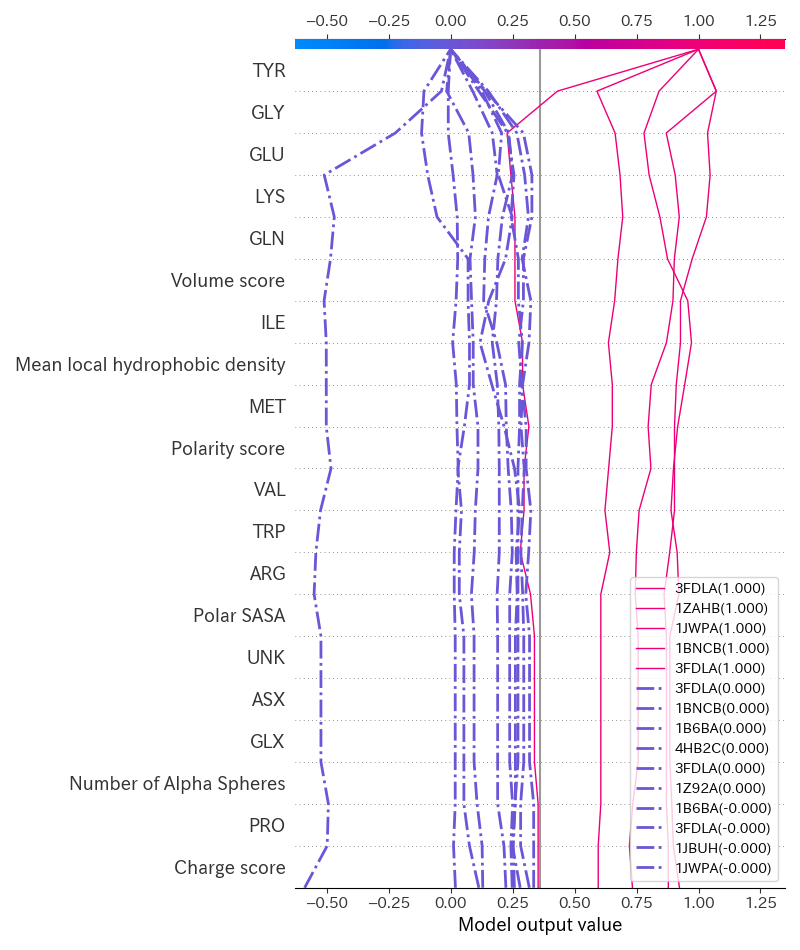 −0.50 −0.25 0.00 0.25 0.50 0.75 1.00 1.25
TYR
GLY
GLU
LYS
GLN
Volume score
ILE
Mean local hydrophobic density
MET
Polarity score
VAL
TRP
ARG
Polar SASA
UNK
ASX
GLX
Number of Alpha Spheres
PRO
Charge score
3FDLA(1.000)
1ZAHB(1.000)
1JWPA(1.000)
1BNCB(1.000)
3FDLA(1.000)
3FDLA(0.000)
1BNCB(0.000)
1B6BA(0.000)
4HB2C(0.000)
3FDLA(0.000)
1Z92A(0.000)
1B6BA(-0.000)
3FDLA(-0.000)
1JBUH(-0.000)
1JWPA(-0.000)
−0.50 −0.25 0.00 0.25 0.50 0.75 1.00 1.25
Model output value